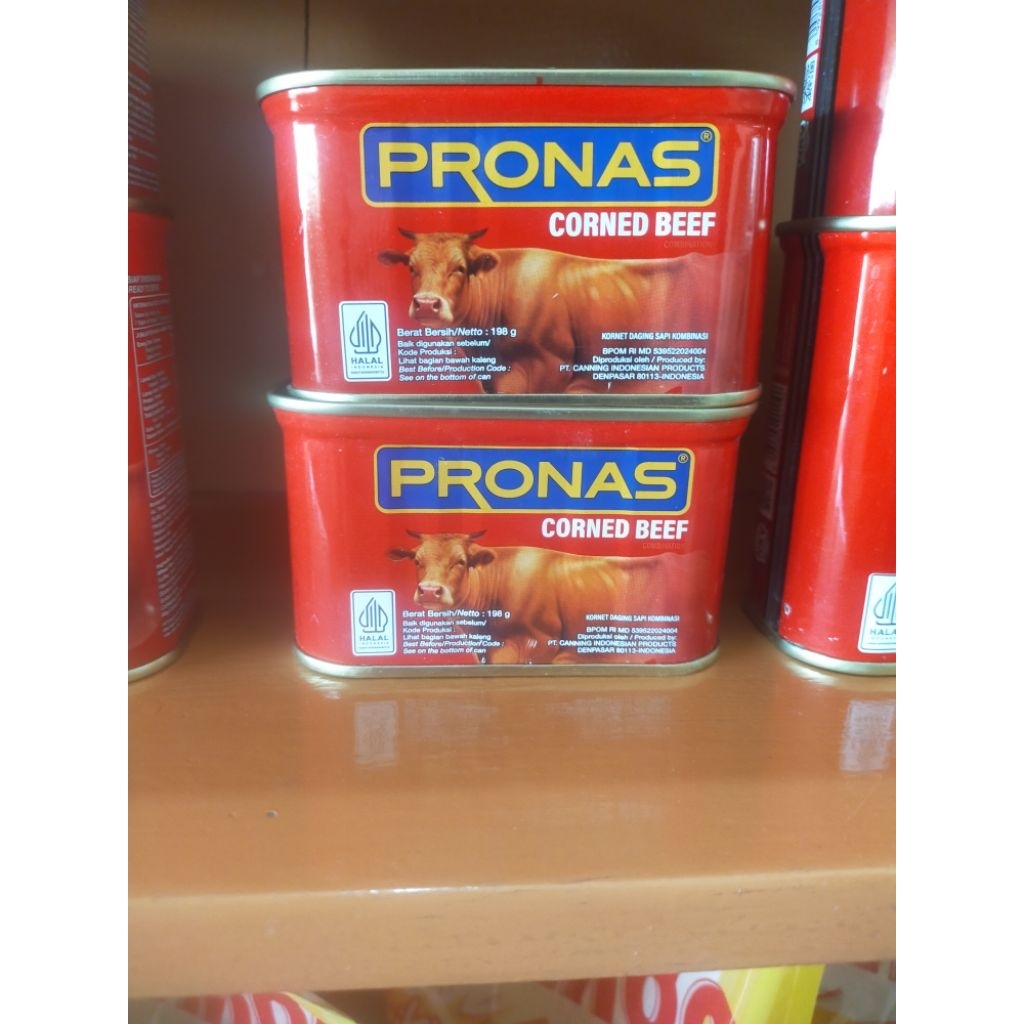 PRONAS®
CORNED BEEF
COMBINATION
HALAL
INDONESIA
Berat Bersih/Netto : 198 g
Baik digunakan sebelum/
Kode Produksi :
Lihat bagian bawah kaleng
Best Before/Production Code :
See on the bottom of can
KORNET DAGING SAPI KOMBINASI
BPOM RI MD 539522024004
Diproduksi oleh / Produced by:
PT. CANNING INDONESIAN PRODUCTS
DENPASAR 80113-INDONESIA
PRONAS®
CORNED BEEF
COMBINATION
HALAL
INDONESIA
Berat Bersih/Netto : 198 g
Baik digunakan sebelum/
Kode Produksi :
Lihat bagian bawah kaleng
Best Before/Production Code :
See on the bottom of can
KORNET DAGING SAPI KOMBINASI
BPOM RI MD 539522024004
Diproduksi oleh / Produced by:
PT. CANNING INDONESIAN PRODUCTS
DENPASAR 80113-INDONESIA